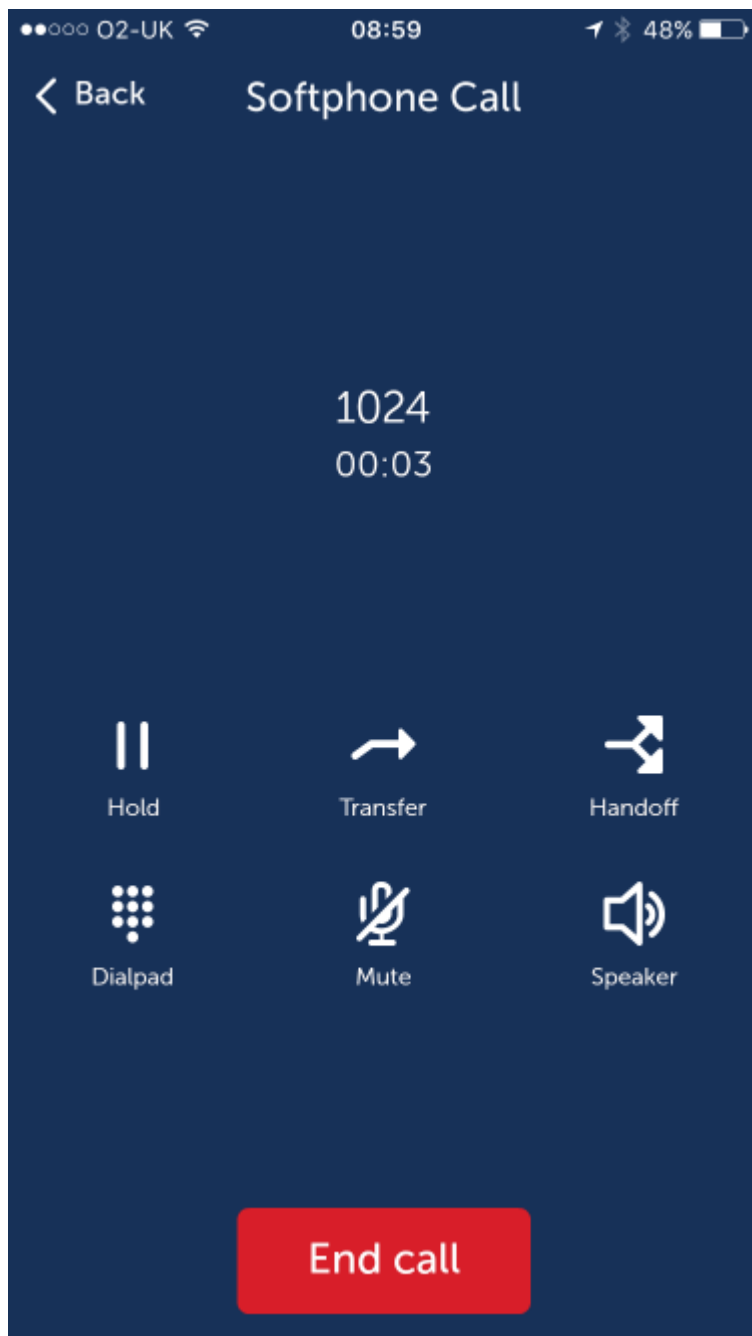 O2-UK 08:59 48%
Back Softphone Call
1024
00:03
Hold Transfer Handoff
Dialpad Mute Speaker
End call